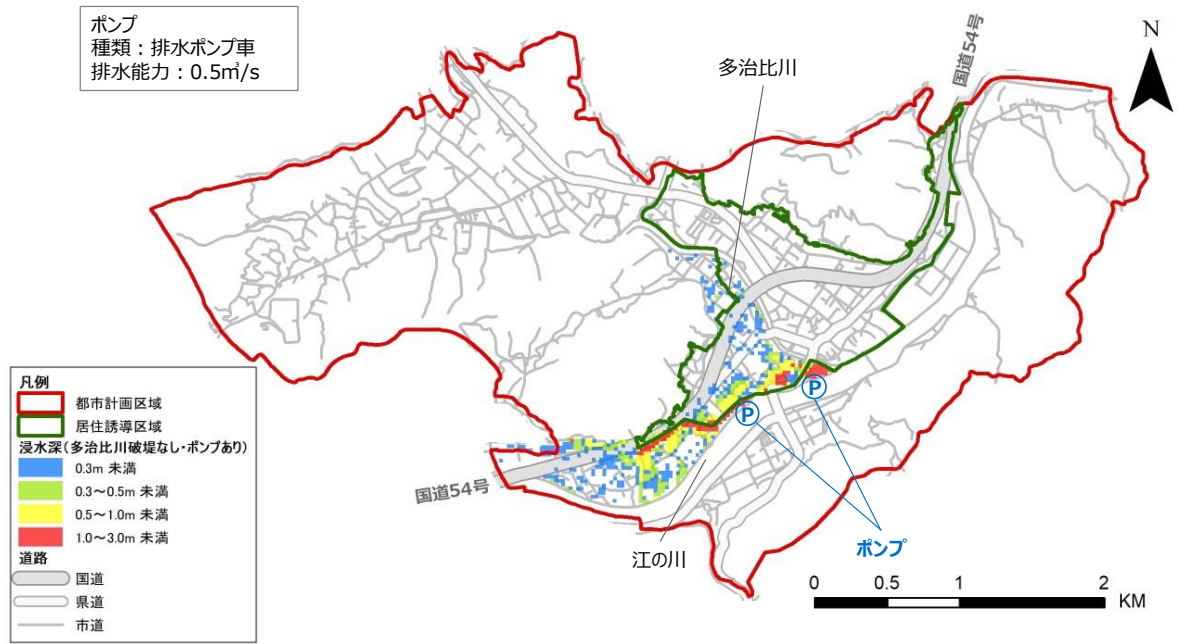 ポンプ
種類：排水ポンプ車
排水能力：0.5㎥/s
多治比川
国道54号
N
凡例
都市計画区域
居住誘導区域
浸水深(多治比川破堤なし・ポンプあり)
0.3m 未満
0.3～0.5m 未満
0.5～1.0m 未満
1.0～3.0m 未満
道路
国道
県道
市道
国道54号
江の川
P
P
ポンプ
0 0.5 1 2
KM